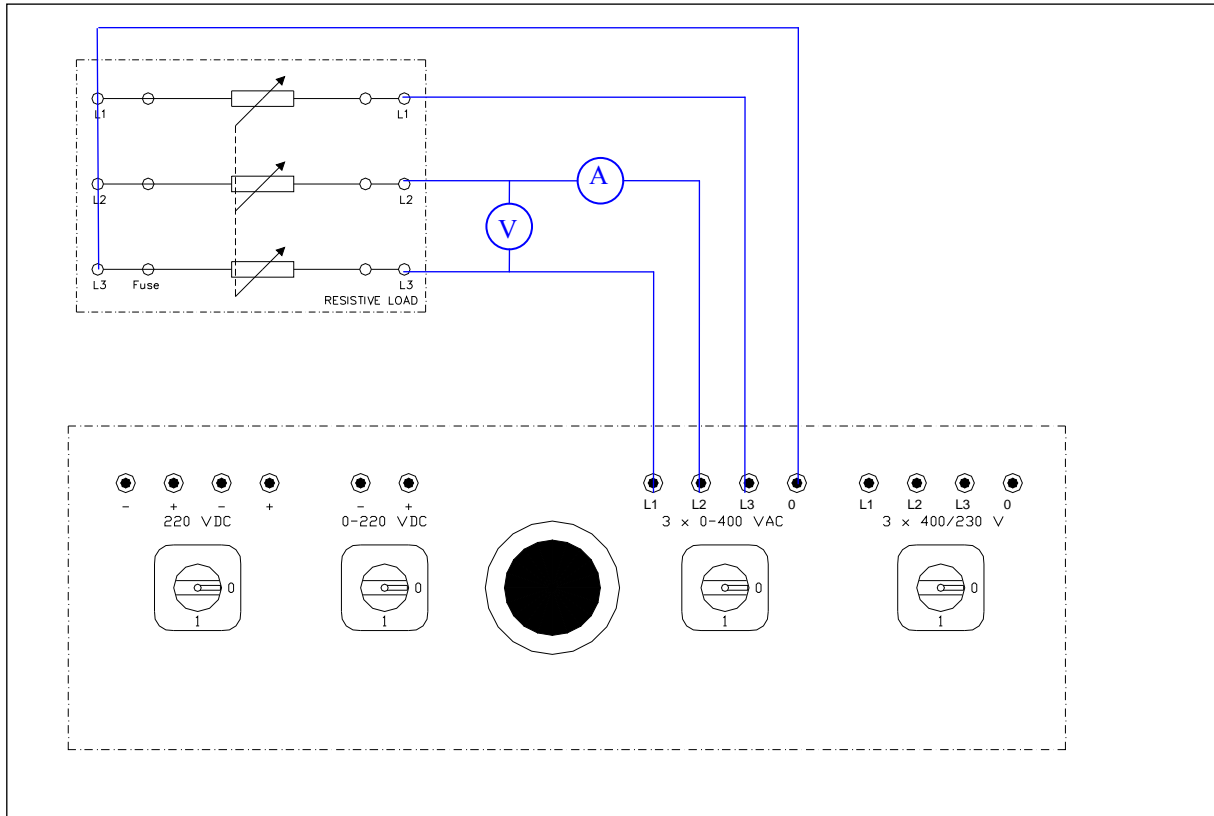 L1 L1
A
L2 L2
V
L3 Fuse L3
RESISTIVE LOAD
- + - + - + L1 L2 L3 0 L1 L2 L3 0
220 VDC 0-220 VDC 3 x 0-400 VAC 3 x 400/230 V
0 0 0 0
1 1 1 1